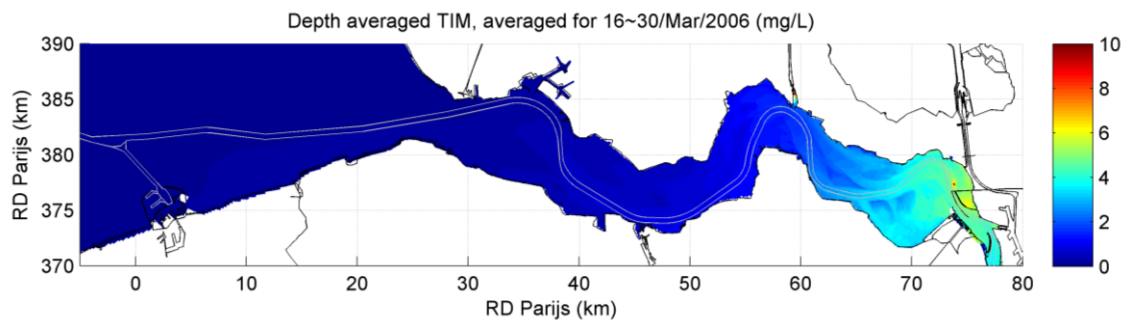 Depth averaged TIM, averaged for 16~30/Mar/2006 (mg/L)
390
385
380
375
370
RD Parijs (km)
0 10 20 30 40 50 60 70 80
RD Parijs (km)
10
8
6
4
2
0